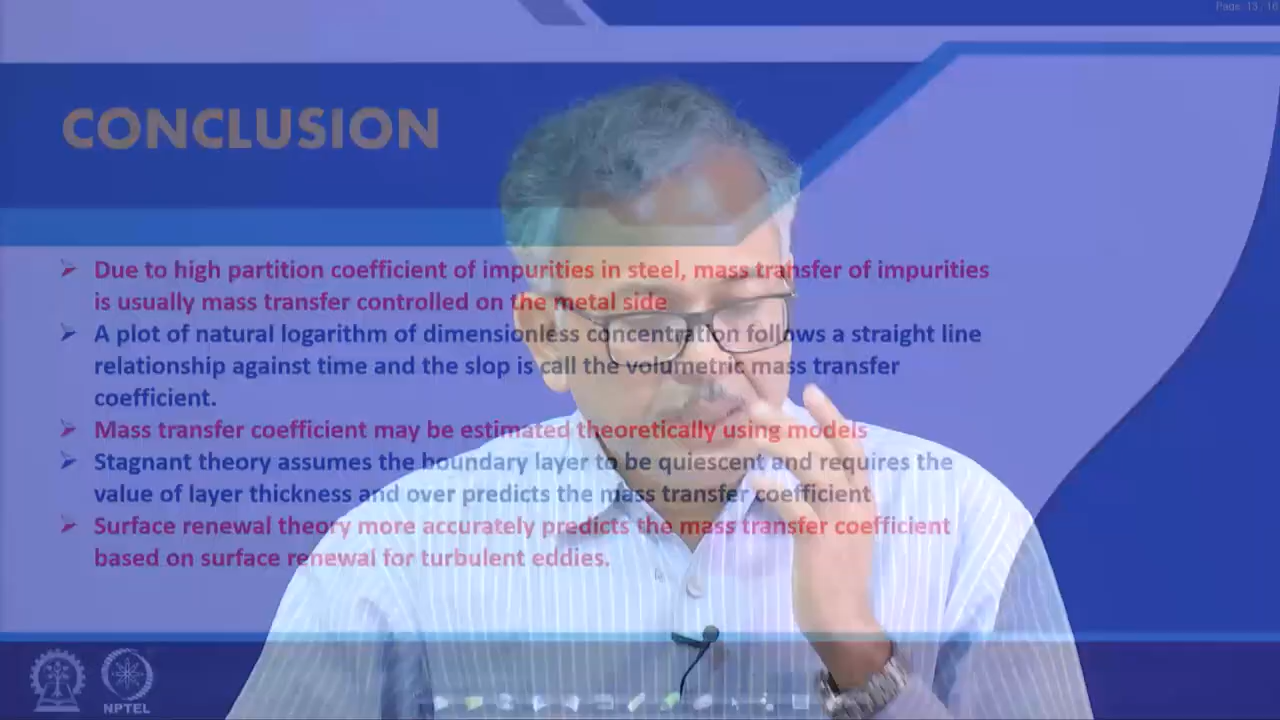 Page: 13, 16
CONCLUSION
➤ Due to high partition coefficient of impurities in steel, mass transfer of impurities
is usually mass transfer controlled on the metal side
➤ A plot of natural logarithm of dimensionless concentration follows a straight line
relationship against time and the slop is call the volumetric mass transfer
coefficient.
➤ Mass transfer coefficient may be estimated theoretically using models
➤ Stagnant theory assumes the boundary layer to be quiescent and requires the
value of layer thickness and over predicts the mass transfer coefficient
➤ Surface renewal theory more accurately predicts the mass transfer coefficient
based on surface renewal for turbulent eddies.
NPTEL